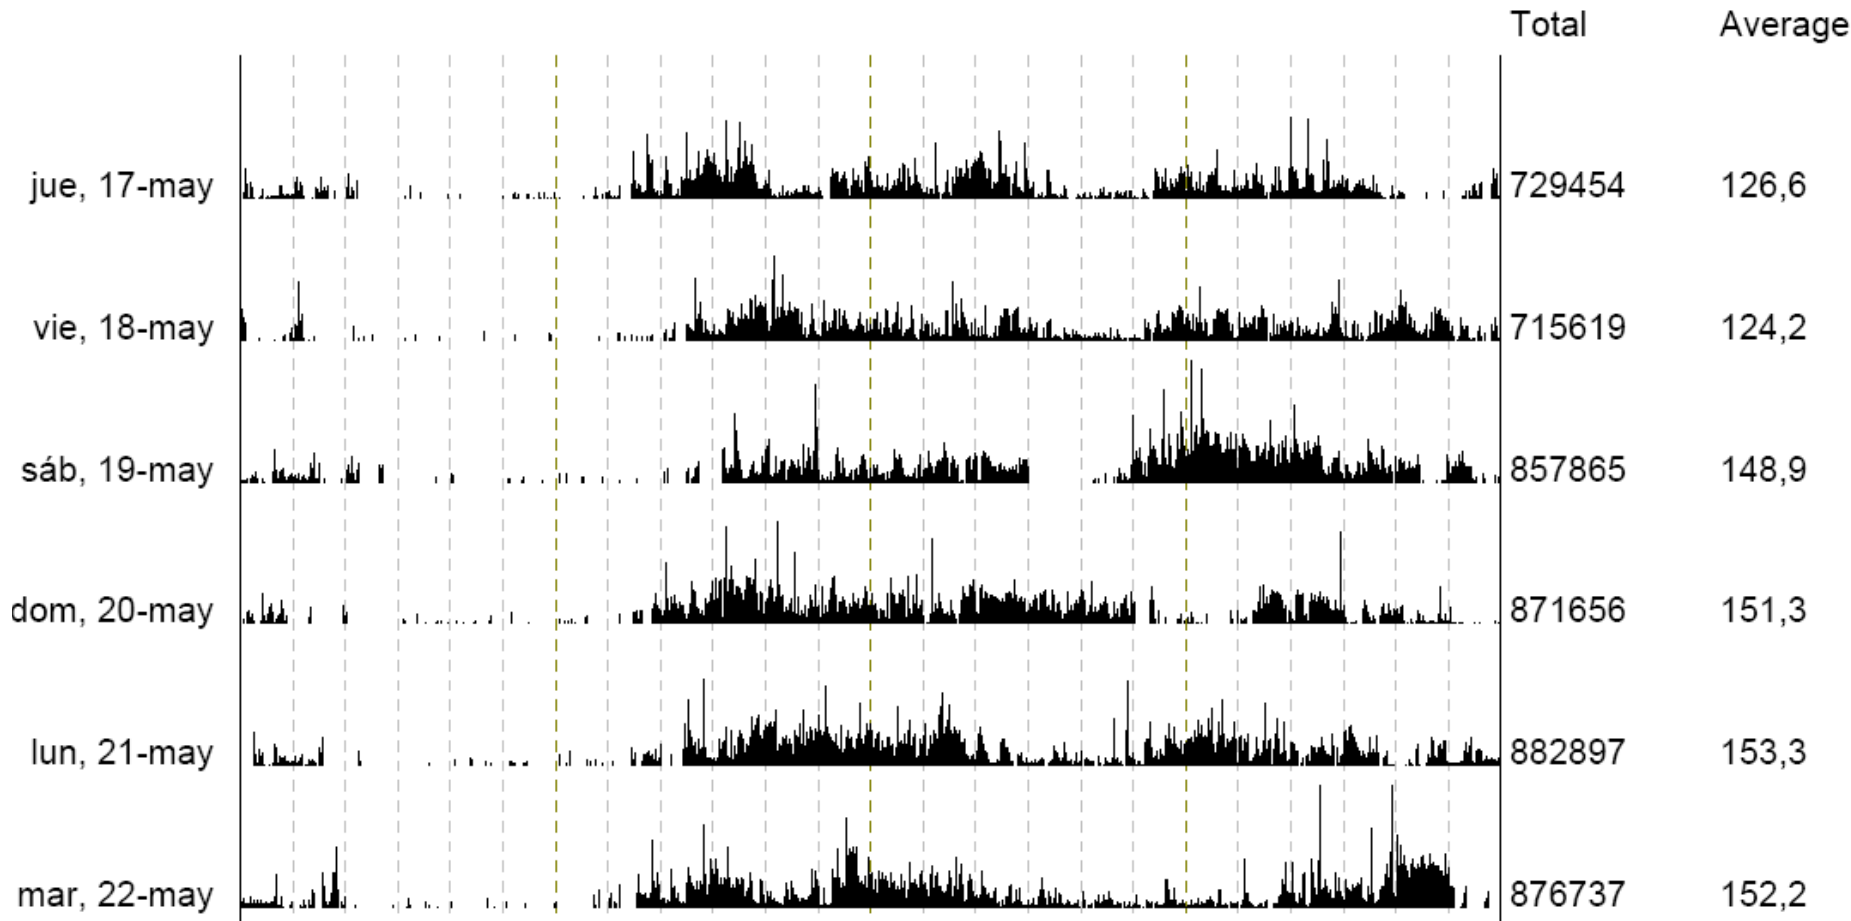 Total Average
jue, 17-may 729454 126,6
vie, 18-may 715619 124,2
sáb, 19-may 857865 148,9
dom, 20-may 871656 151,3
lun, 21-may 882897 153,3
mar, 22-may 876737 152,2